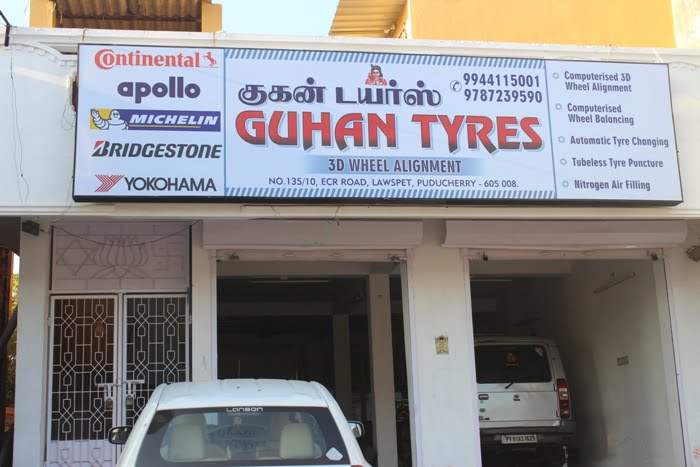 Continental
apollo
MICHELIN
BRIDGESTONE
YOKOHAMA
குகன் டயர்ஸ்
9944115001
9787239590
GUHAN TYRES
3D WHEEL ALIGNMENT
NO.135/10, ECR ROAD, LAWSPET, PUDUCHERRY - 605 008.
Computerised 3D
Wheel Alignment
Computerised
Wheel Balancing
Automatic Tyre Changing
Tubeless Tyre Puncture
Nitrogen Air Filling
LANSON